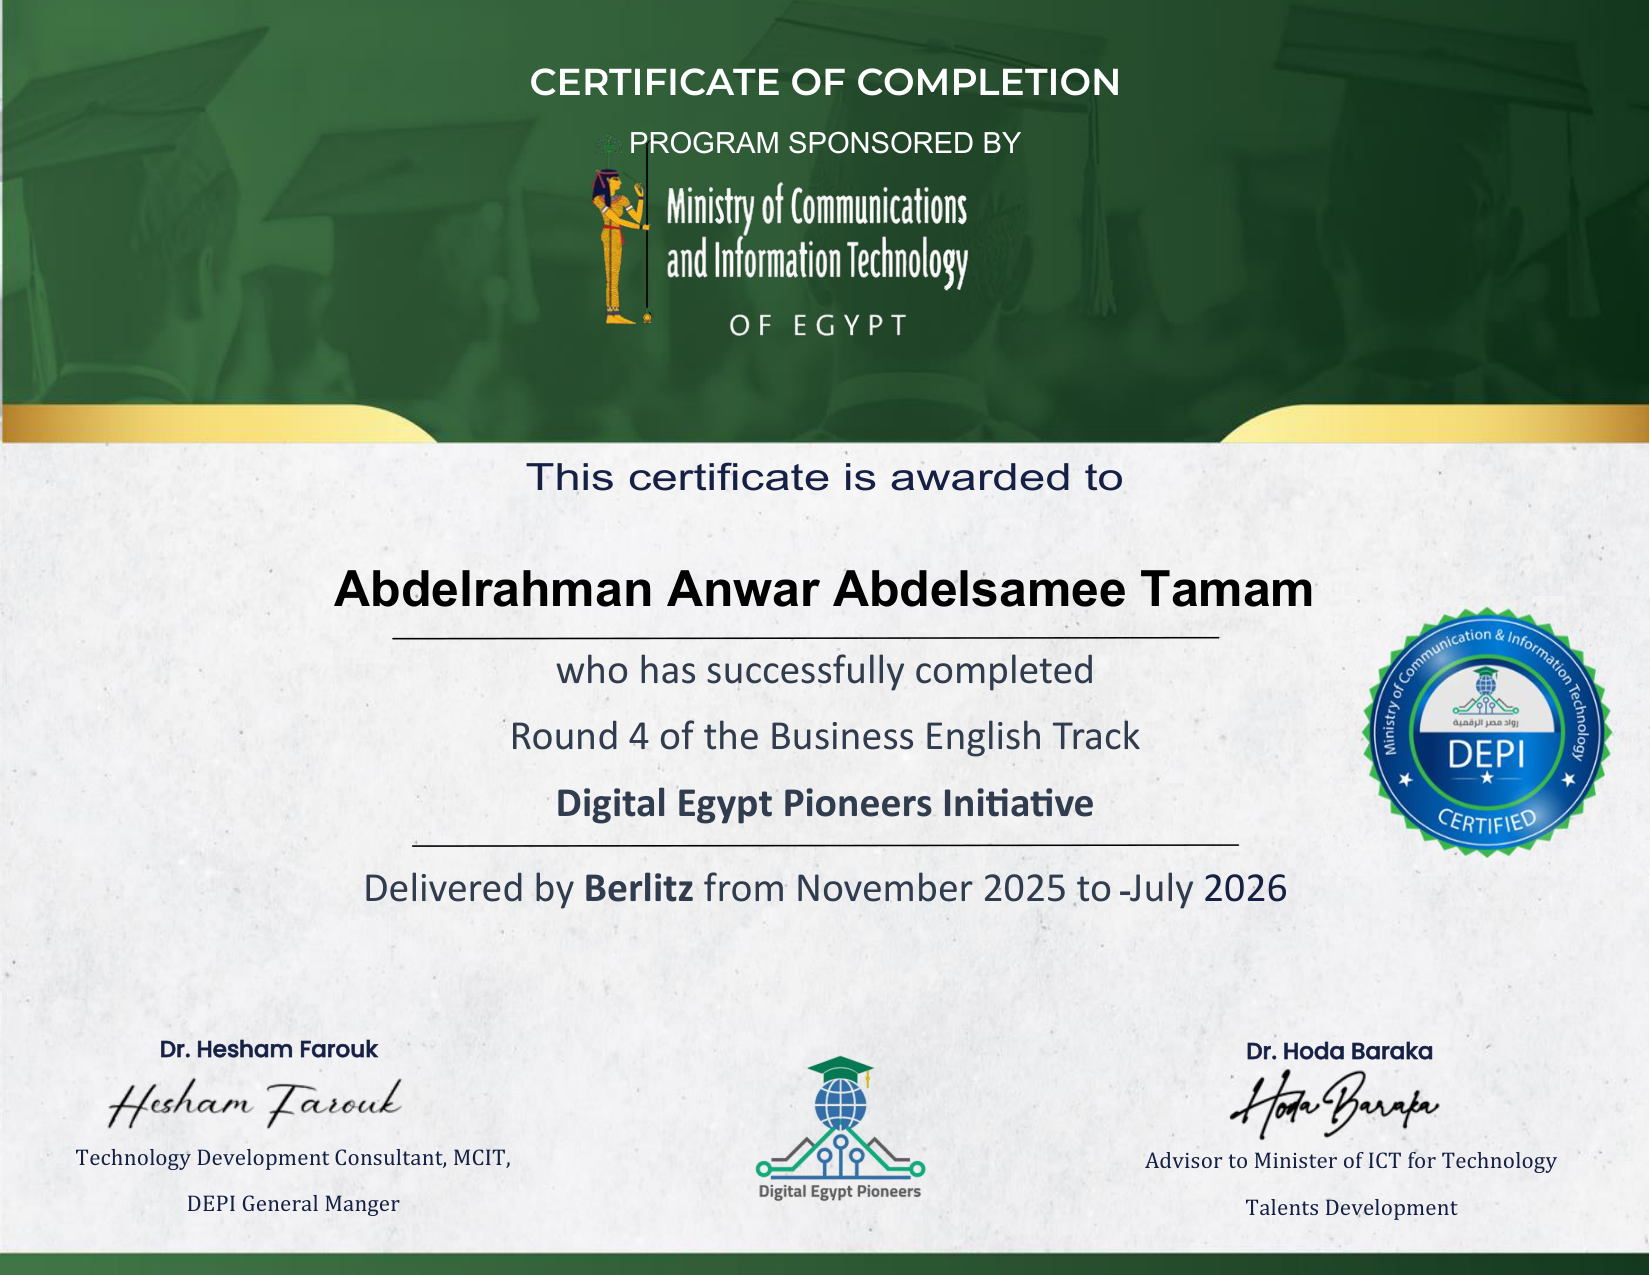 CERTIFICATE OF COMPLETION
PROGRAM SPONSORED BY
Ministry of Communications
and Information Technology
OF EGYPT
This certificate is awarded to
Abdelrahman Anwar Abdelsamee Tamam
who has successfully completed
Round 4 of the Business English Track
Digital Egypt Pioneers Initiative
Delivered by Berlitz from November 2025 to -July 2026
Ministry of Communication & Information Technology
رواد مصر الرقمية
DEPI
CERTIFIED
Dr. Hesham Farouk
Hesham Farouk
Technology Development Consultant, MCIT,
DEPI General Manger
Digital Egypt Pioneers
Dr. Hoda Baraka
Hoda Baraka
Advisor to Minister of ICT for Technology
Talents Development